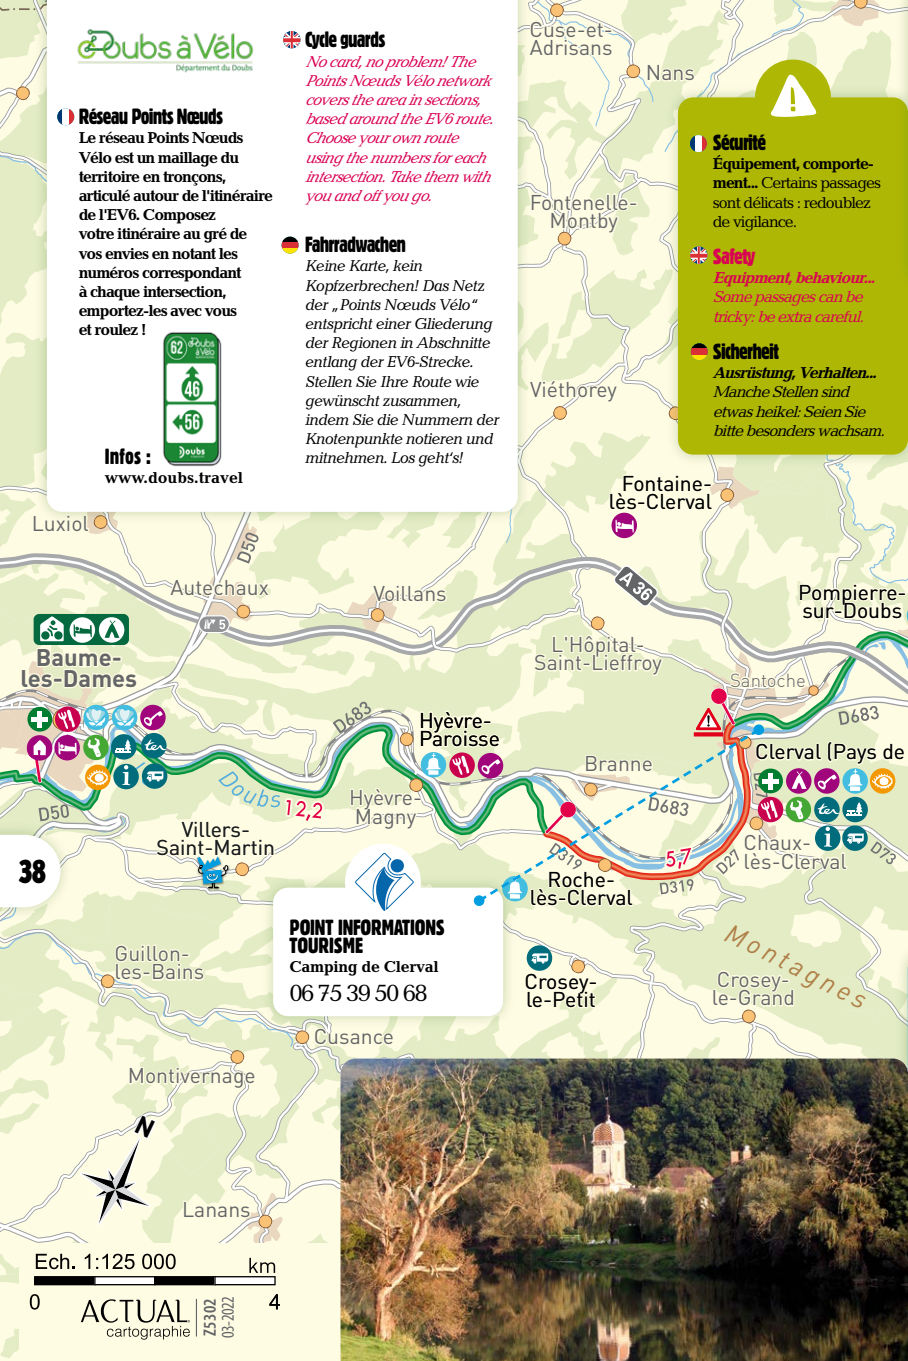 Doubs à Vélo
Département du Doubs
Réseau Points Nœuds
Le réseau Points Nœuds
Vélo est un maillage du
territoire en tronçons,
articulé autour de l'itinéraire
de l'EV6. Composez
votre itinéraire au gré de
vos envies en notant les
numéros correspondant
à chaque intersection,
emportez-les avec vous
et roulez !
62
Doubs
à Vélo
46
56
Doubs
Infos :
www.doubs.travel
Cycle guards
No card, no problem! The
Points Nœuds Vélo network
covers the area in sections,
based around the EV6 route.
Choose your own route
using the numbers for each
intersection. Take them with
you and off you go.
Fahrradwachen
Keine Karte, kein
Kopfzerbrechen! Das Netz
der „Points Nœuds Vélo“
entspricht einer Gliederung
der Regionen in Abschnitte
entlang der EV6-Strecke.
Stellen Sie Ihre Route wie
gewünscht zusammen,
indem Sie die Nummern der
Knotenpunkte notieren und
mitnehmen. Los geht's!
Cuse-et-
Adrisans
Nans
Fontenelle-
Montby
Viéthorey
Sécurité
Équipement, comporte-
ment... Certains passages
sont délicats : redoublez
de vigilance.
Safety
Equipment, behaviour...
Some passages can be
tricky: be extra careful.
Sicherheit
Ausrüstung, Verhalten...
Manche Stellen sind
etwas heikel: Seien Sie
bitte besonders wachsam.
Fontaine-
lès-Clerval
Luxiol
D50
Autechaux
5
Voillans
A 36
Pompierre-
sur-Doubs
L'Hôpital-
Saint-Lieffroy
Santoche
Baume-
les-Dames
D683
Hyèvre-
Paroisse
D683
Clerval (Pays de
ter
i
Doubs
12,2
Branne
D683
ter
i
D50
Hyèvre-
Magny
Villers-
Saint-Martin
Chaux-
lès-Clerval
D73
38
D319
5,7
D27
D319
Roche-
lès-Clerval
POINT INFORMATIONS
TOURISME
Camping de Clerval
06 75 39 50 68
Montagnes
Guillon-
les-Bains
Crosey-
le-Petit
Crosey-
le-Grand
Cusance
Montivernage
N
Lanans
Ech. 1:125 000
km
0
4
ACTUAL
cartographie
Z5302
03-2022